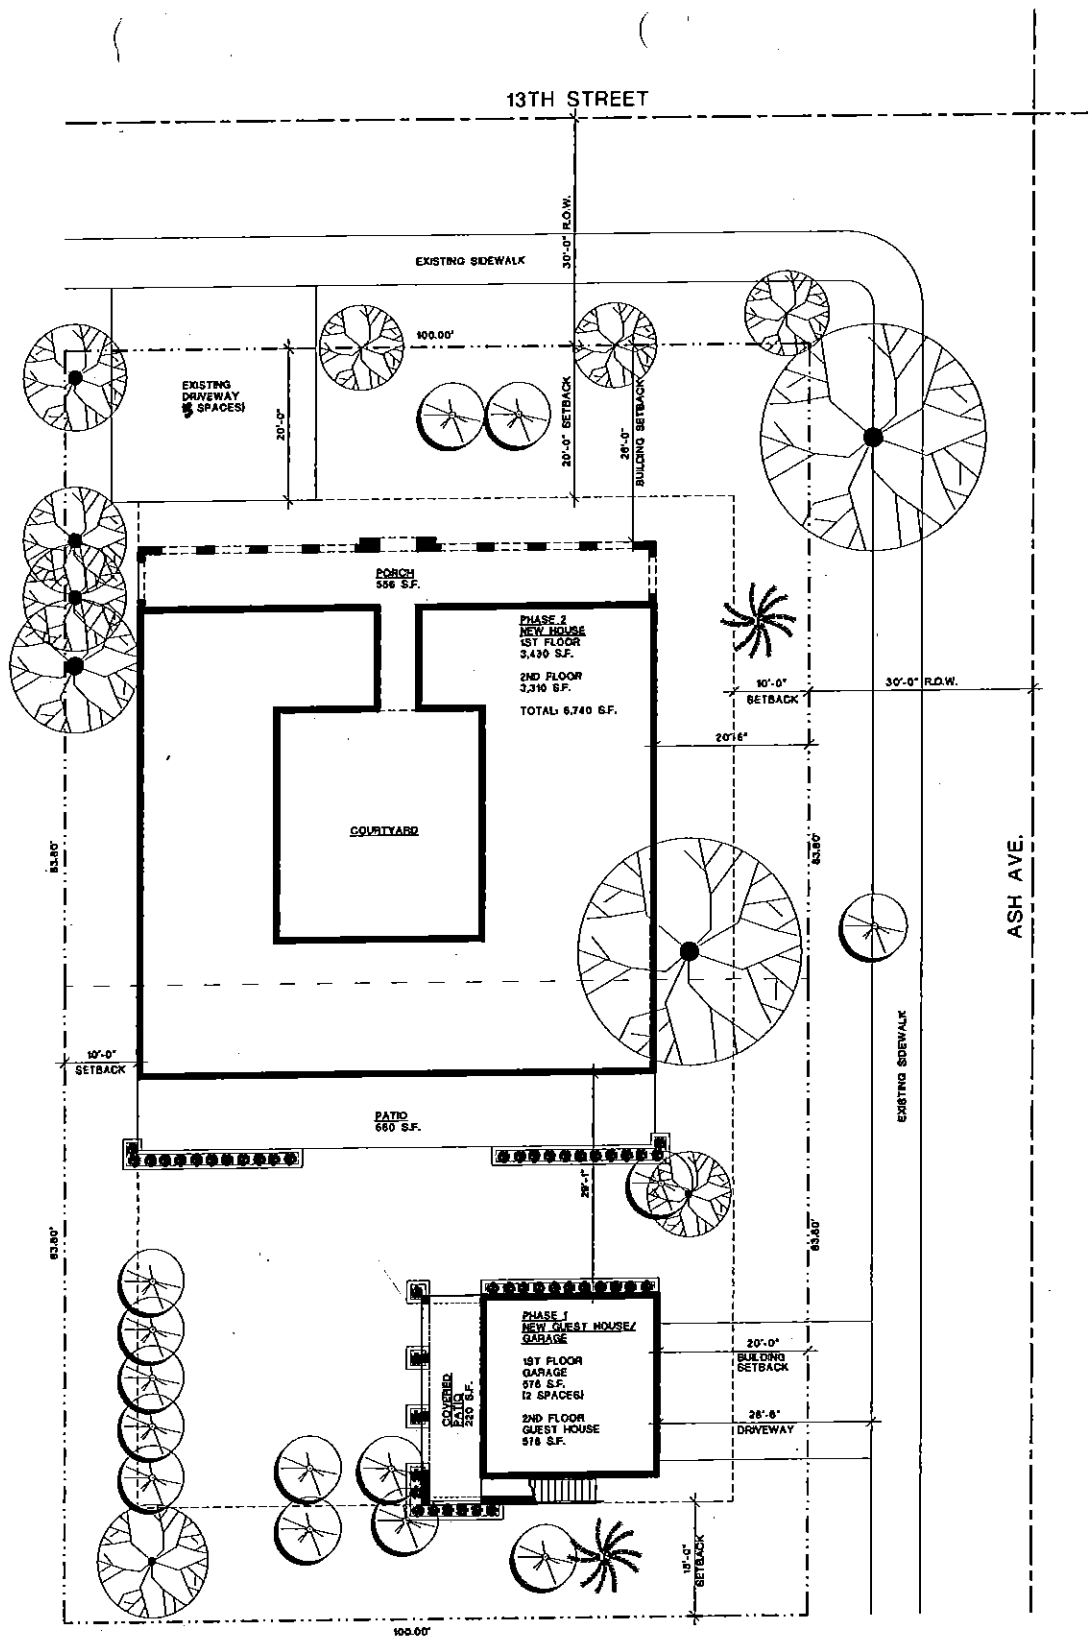 13TH STREET
30'-0" R.O.W.
EXISTING SIDEWALK
100.00'
EXISTING
DRIVEWAY
SPACES)
20'-0"
20'-0" SETBACK
26'-0"
BUILDING SETBACK
PORCH
556 S.F.
PHASE 2
NEW HOUSE
1ST FLOOR
3,430 S.F.
2ND FLOOR
3,310 S.F.
TOTAL: 6,740 S.F.
10'-0"
SETBACK
30'-0" R.O.W.
COURTYARD
83.80'
83.80'
ASH AVE.
10'-0"
SETBACK
EXISTING SIDEWALK
PATIO
660 S.F.
29'-1"
83.80'
83.80'
PHASE 1
NEW GUEST HOUSE/
GARAGE
1ST FLOOR
GARAGE
576 S.F.
(2 SPACES)
2ND FLOOR
GUEST HOUSE
576 S.F.
COVERED
PATIO
220 S.F.
20'-0"
BUILDING
SETBACK
28'-6"
DRIVEWAY
15'-0"
SETBACK
100.00'